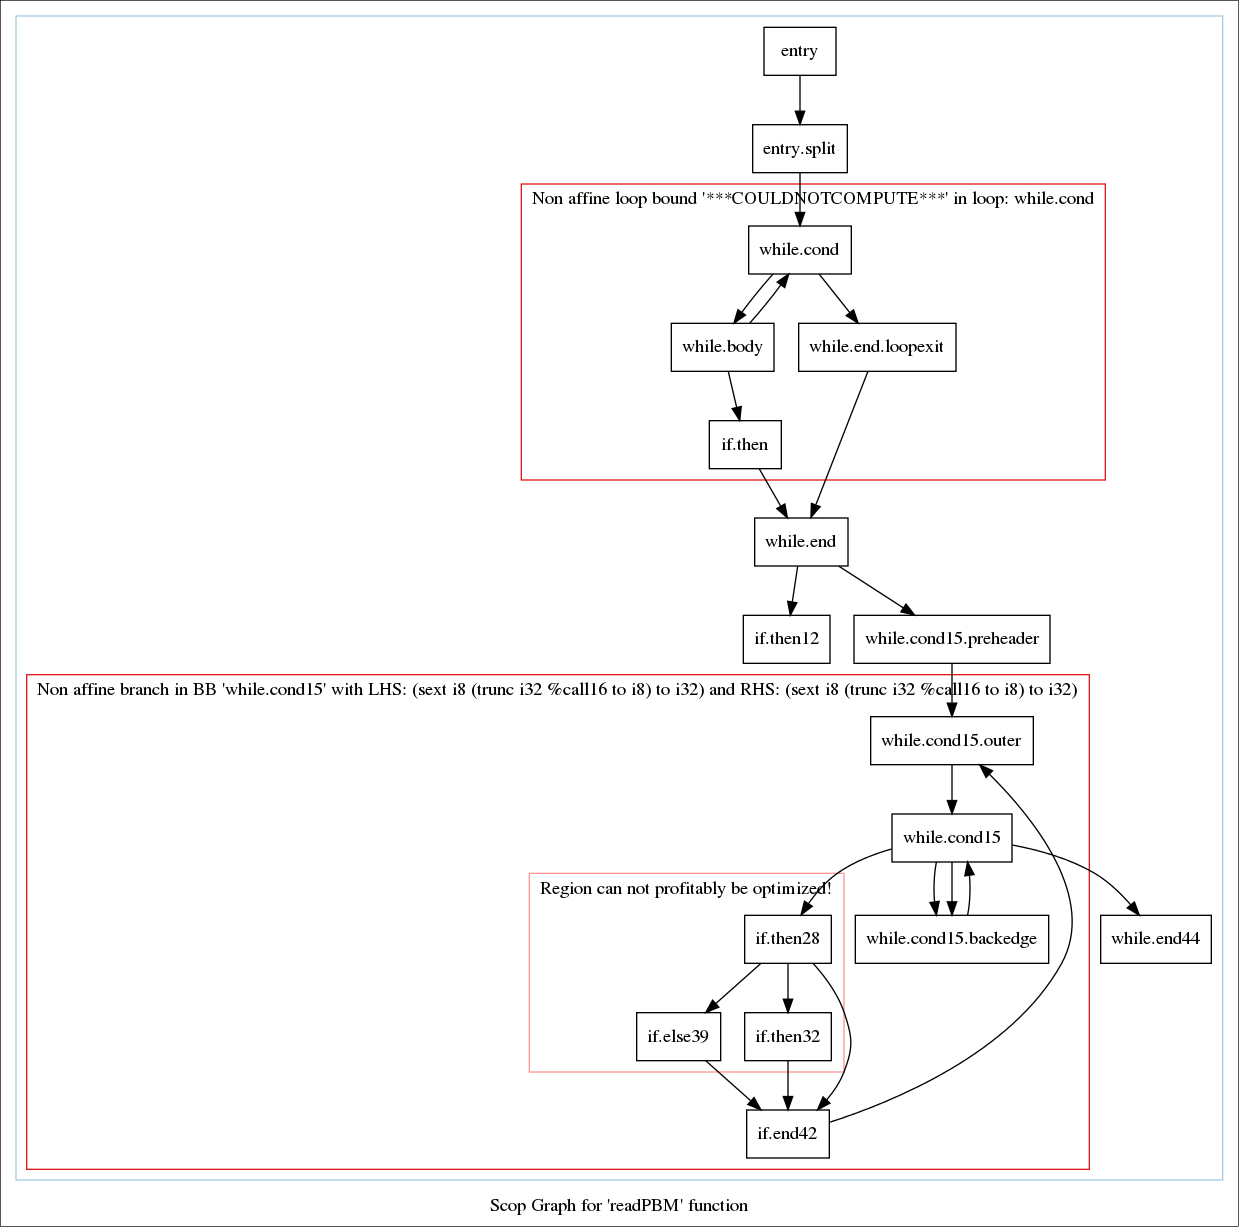 entry
entry.split
Non affine loop bound '***COULDNOTCOMPUTE***' in loop: while.cond
while.cond
while.body
while.end.loopexit
if.then
while.end
if.then12
while.cond15.preheader
Non affine branch in BB 'while.cond15' with LHS: (sext i8 (trunc i32 %call16 to i8) to i32) and RHS: (sext i8 (trunc i32 %call16 to i8) to i32)
while.cond15.outer
while.cond15
Region can not profitably be optimized!
if.then28
while.cond15.backedge
while.end44
if.else39
if.then32
if.end42
Scop Graph for 'readPBM' function